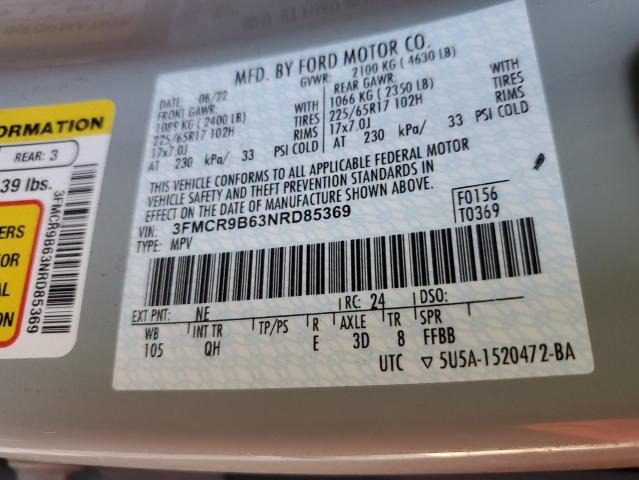 MFD. BY FORD MOTOR CO.
DATE: 08/22 GVWR: 2100 KG ( 4630 LB)
FRONT GAWR: REAR GAWR: WITH
1089 KG ( 2400 LB) WITH 1066 KG ( 2350 LB) TIRES
225/65R17 102H TIRES 225/65R17 102H RIMS
17x7.0J RIMS 17x7.0J
AT 230 kPa/ 33 PSI COLD AT 230 kPa/ 33 PSI COLD
THIS VEHICLE CONFORMS TO ALL APPLICABLE FEDERAL MOTOR
VEHICLE SAFETY AND THEFT PREVENTION STANDARDS IN
EFFECT ON THE DATE OF MANUFACTURE SHOWN ABOVE.
VIN: 3FMCR9B63NRD85369 F0156
TYPE: MPV T0369
EXT PNT: NE RC: 24 DSO:
WB INT TR TP/PS R AXLE TR SPR
105 QH E 3D 8 FFBB
UTC ▽ 5U5A-1520472-BA
ORMATION
REAR: 3
39 lbs.
ERS
OR
AL
ON
3FMCR9B63NRD85369